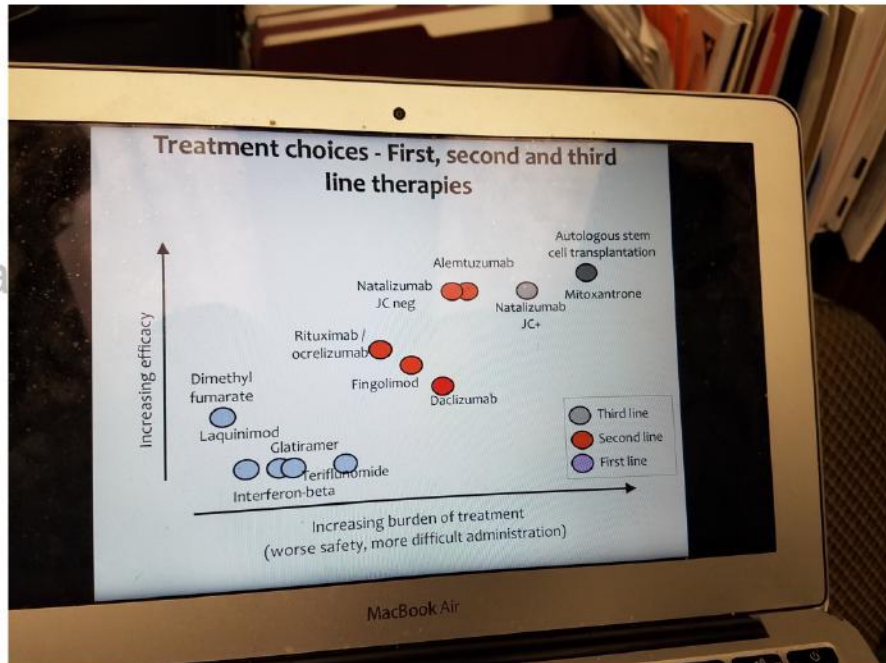 Treatment choices - First, second and third
line therapies
Increasing efficacy
Autologous stem
cell transplantation
Alemtuzumab
Natalizumab
JC neg
Natalizumab
JC+
Mitoxantrone
Rituximab /
ocrelizumab
Fingolimod
Daclizumab
Dimethyl
fumarate
Laquinimod
Glatiramer
Teriflunomide
Interferon-beta
Third line
Second line
First line
Increasing burden of treatment
(worse safety, more difficult administration)
MacBook Air